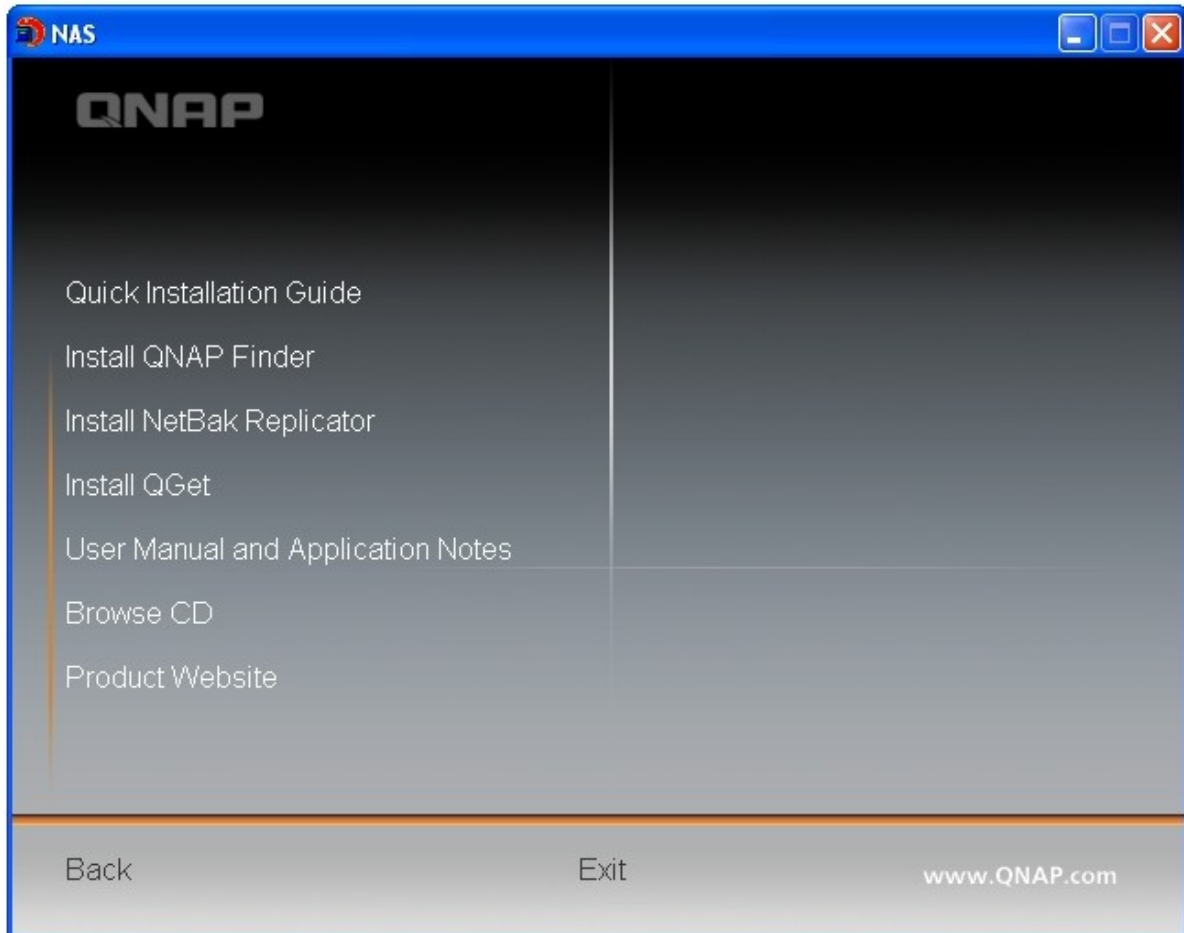 NAS
QNAP
Quick Installation Guide
Install QNAP Finder
Install NetBak Replicator
Install QGet
User Manual and Application Notes
Browse CD
Product Website
Back
Exit
www.QNAP.com